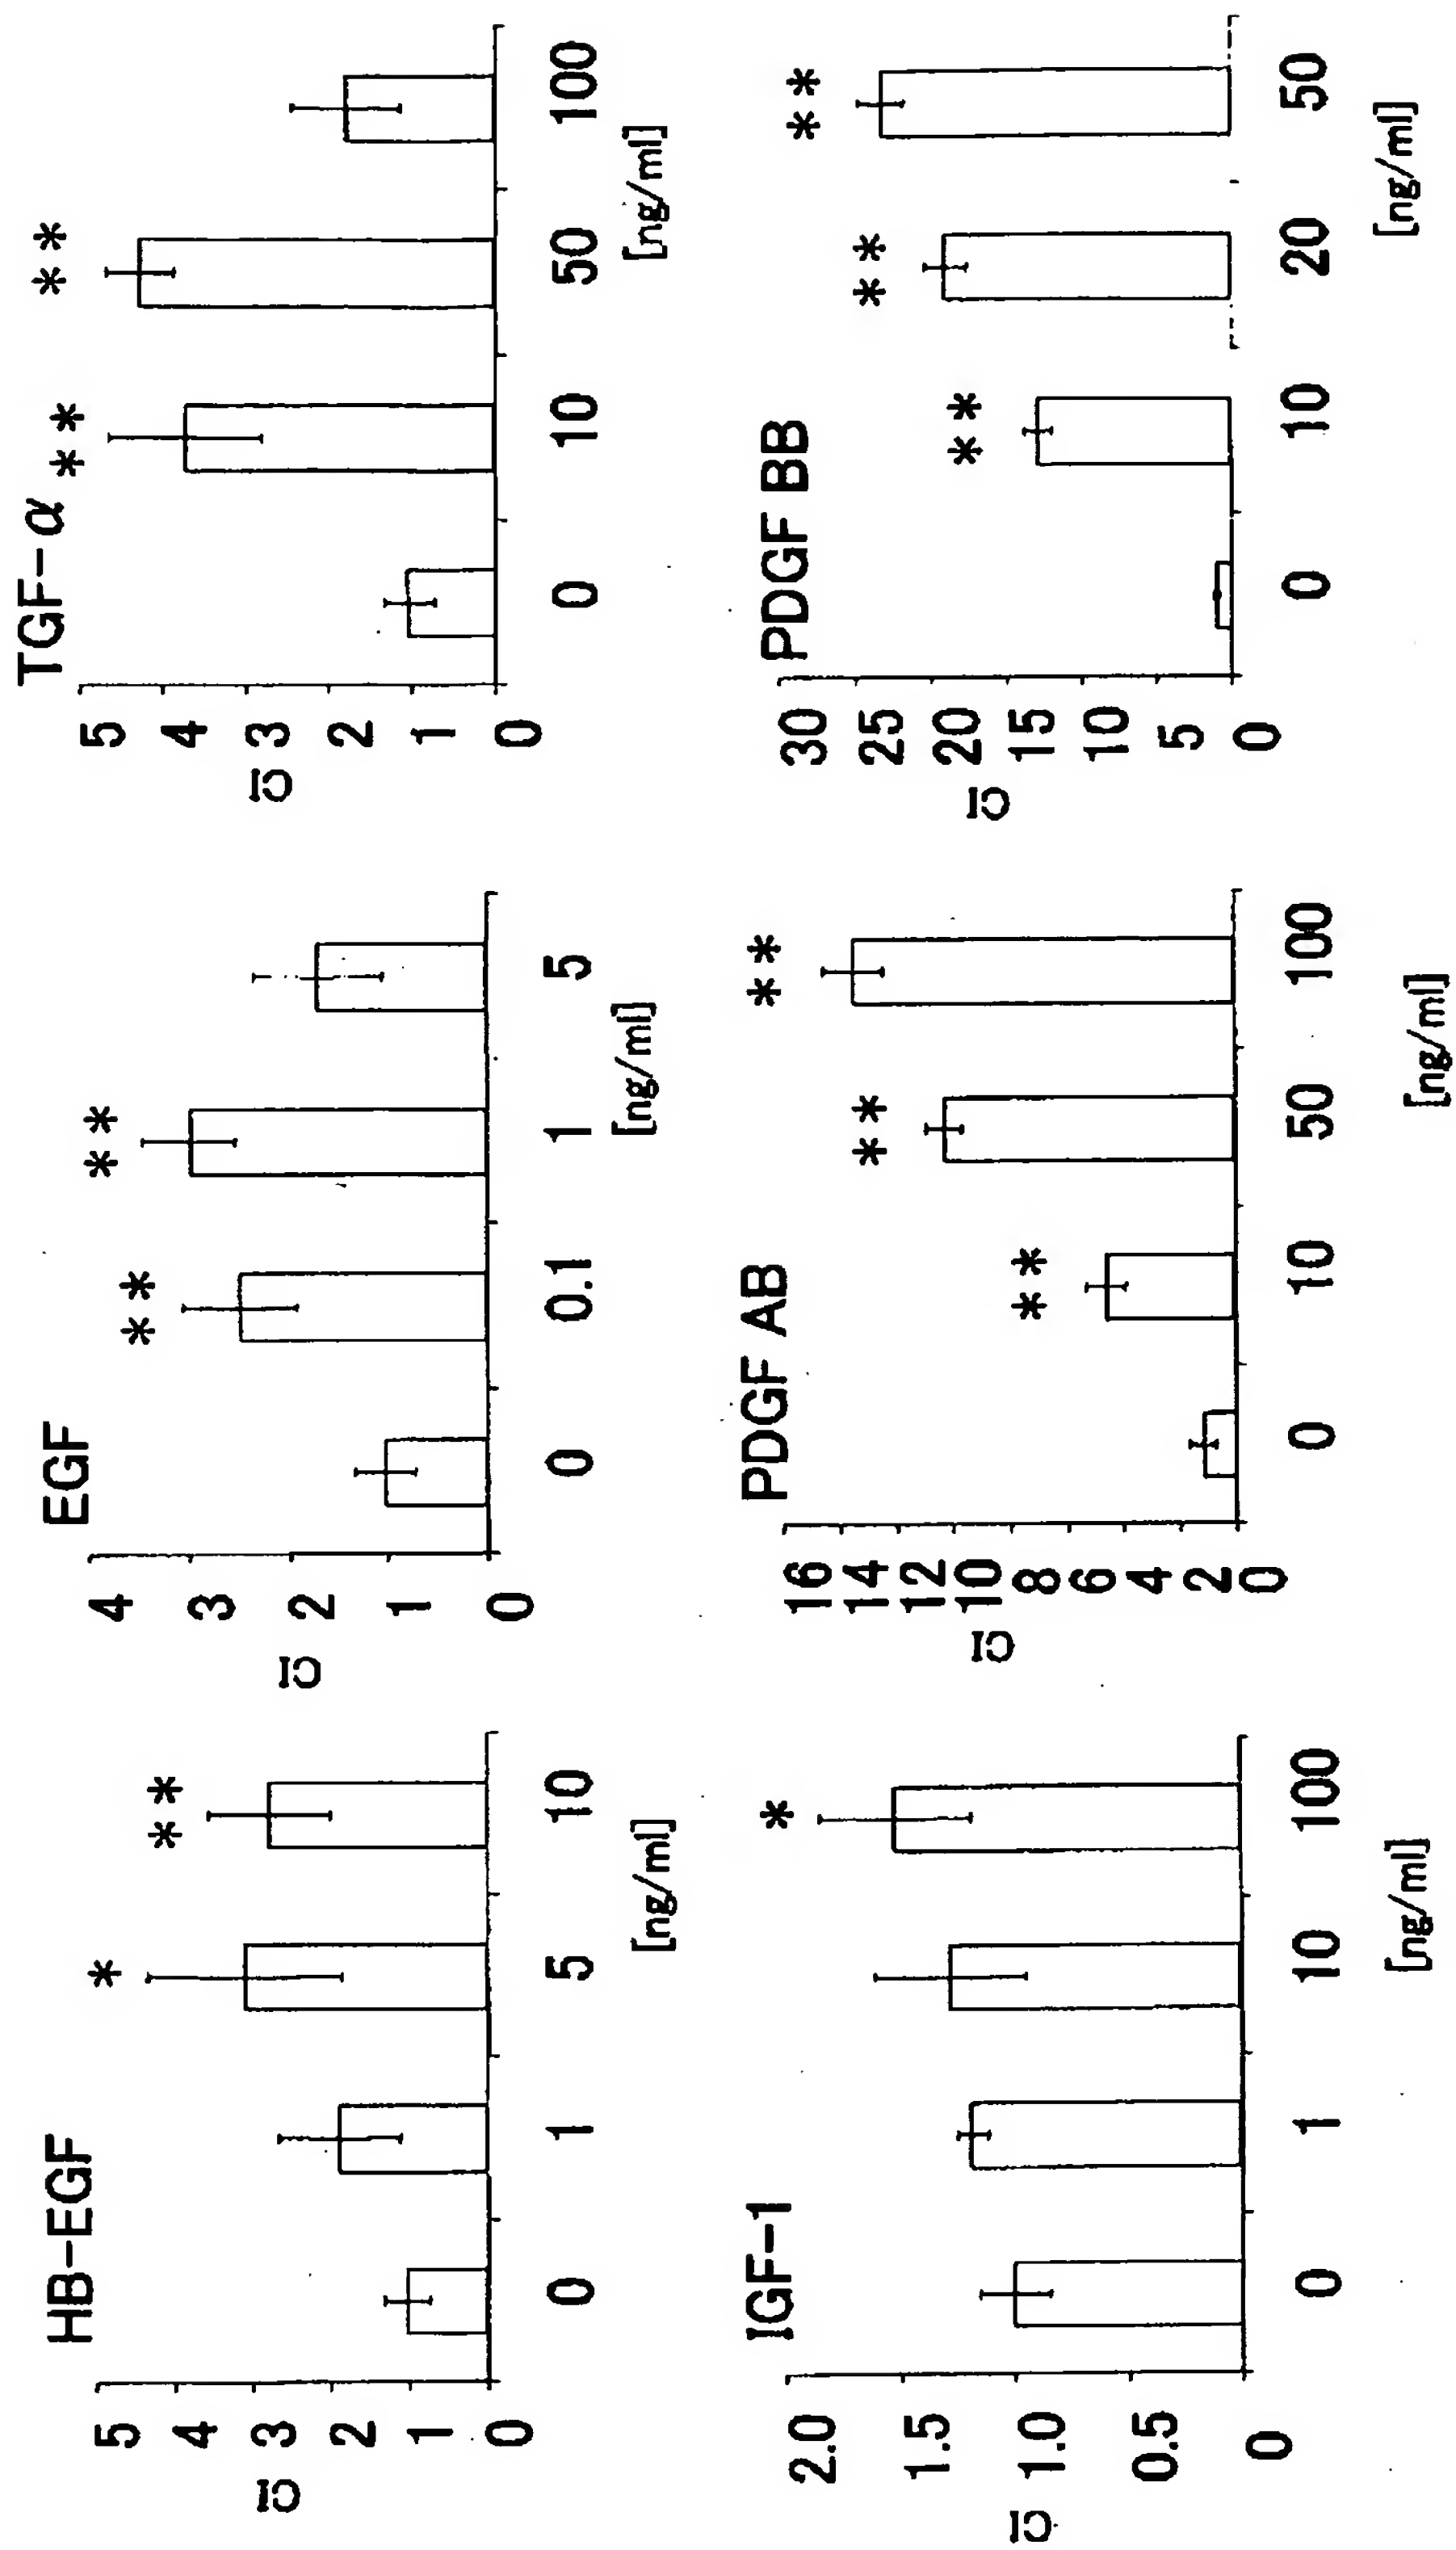 HB-EGF
CI
5
4
3
2
1
0
*
**
0 1 5 10
[ng/ml]
EGF
CI
4
3
2
1
0
**
**
0 0.1 1 5
[ng/ml]
TGF-α
CI
5
4
3
2
1
0
**
**
0 10 50 100
[ng/ml]
IGF-1
CI
2.0
1.5
1.0
0.5
0
*
0 1 10 100
[ng/ml]
PDGF AB
CI
16
14
12
10
8
6
4
2
0
**
**
**
0 10 50 100
[ng/ml]
PDGF BB
CI
30
25
20
15
10
5
0
**
**
**
0 10 20 50
[ng/ml]